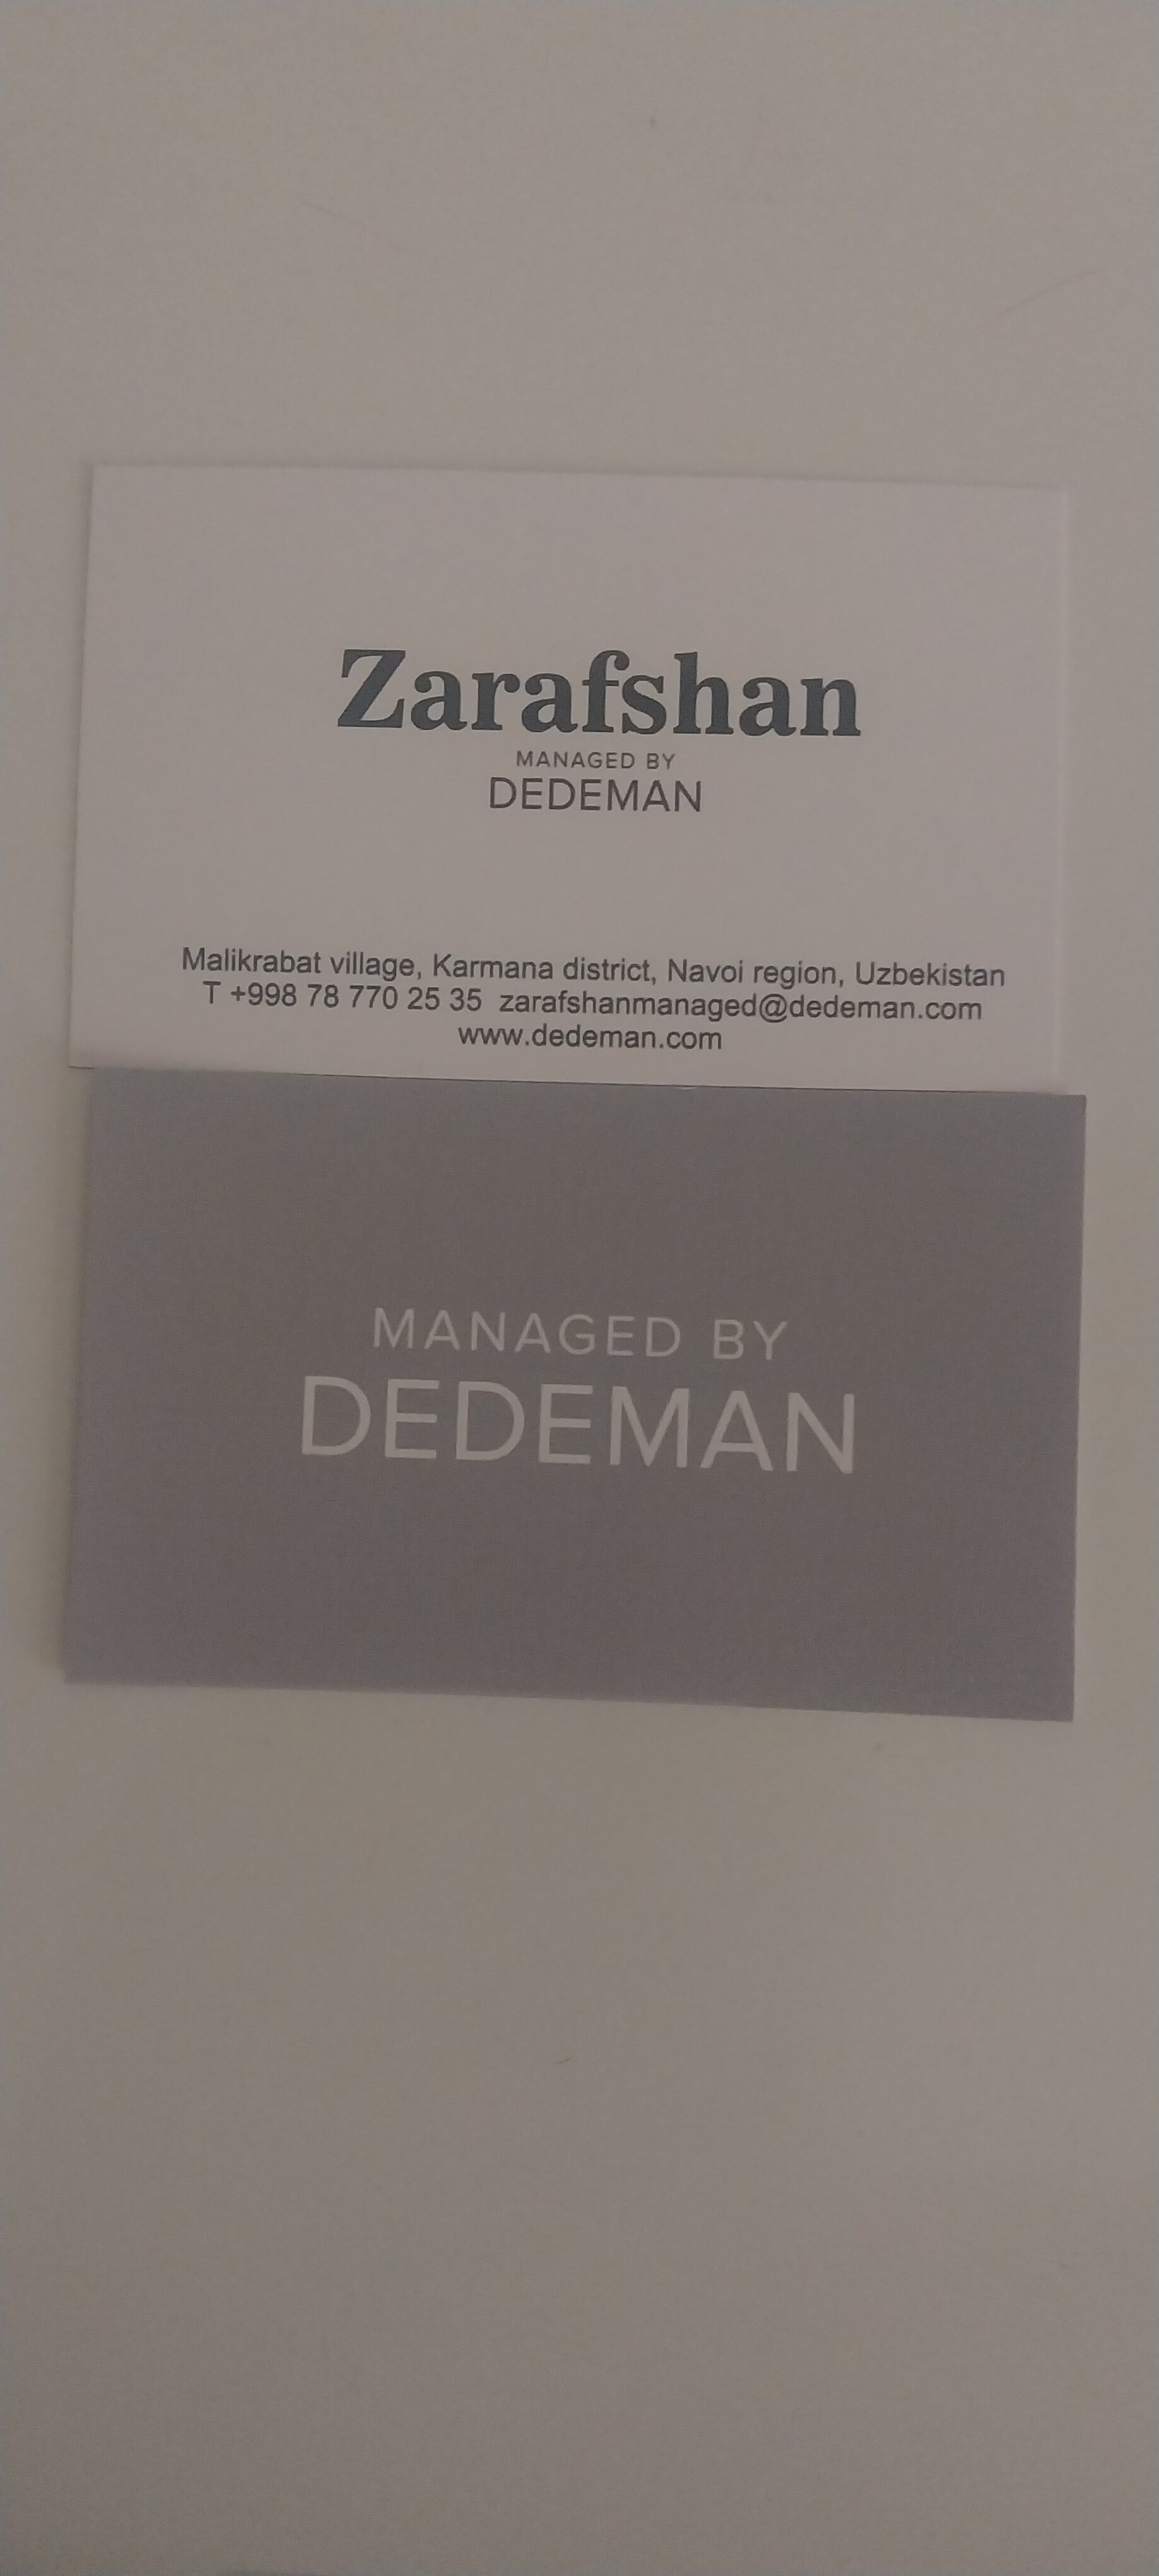 Zarafshan
MANAGED BY
DEDEMAN
Malikrabat village, Karmana district, Navoi region, Uzbekistan
T +998 78 770 25 35 zarafshanmanaged@dedeman.com
www.dedeman.com
MANAGED BY
DEDEMAN